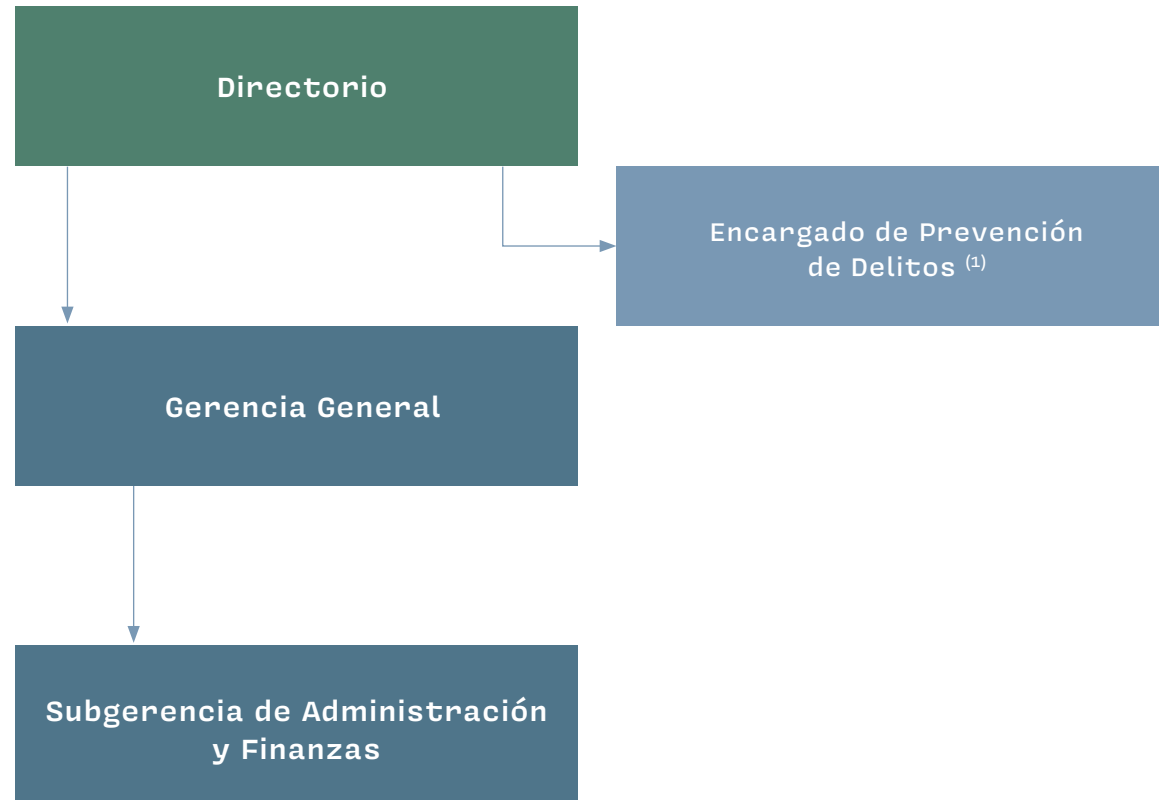 Directorio
Encargado de Prevención
de Delitos (1)
Gerencia General
Subgerencia de Administración
y Finanzas